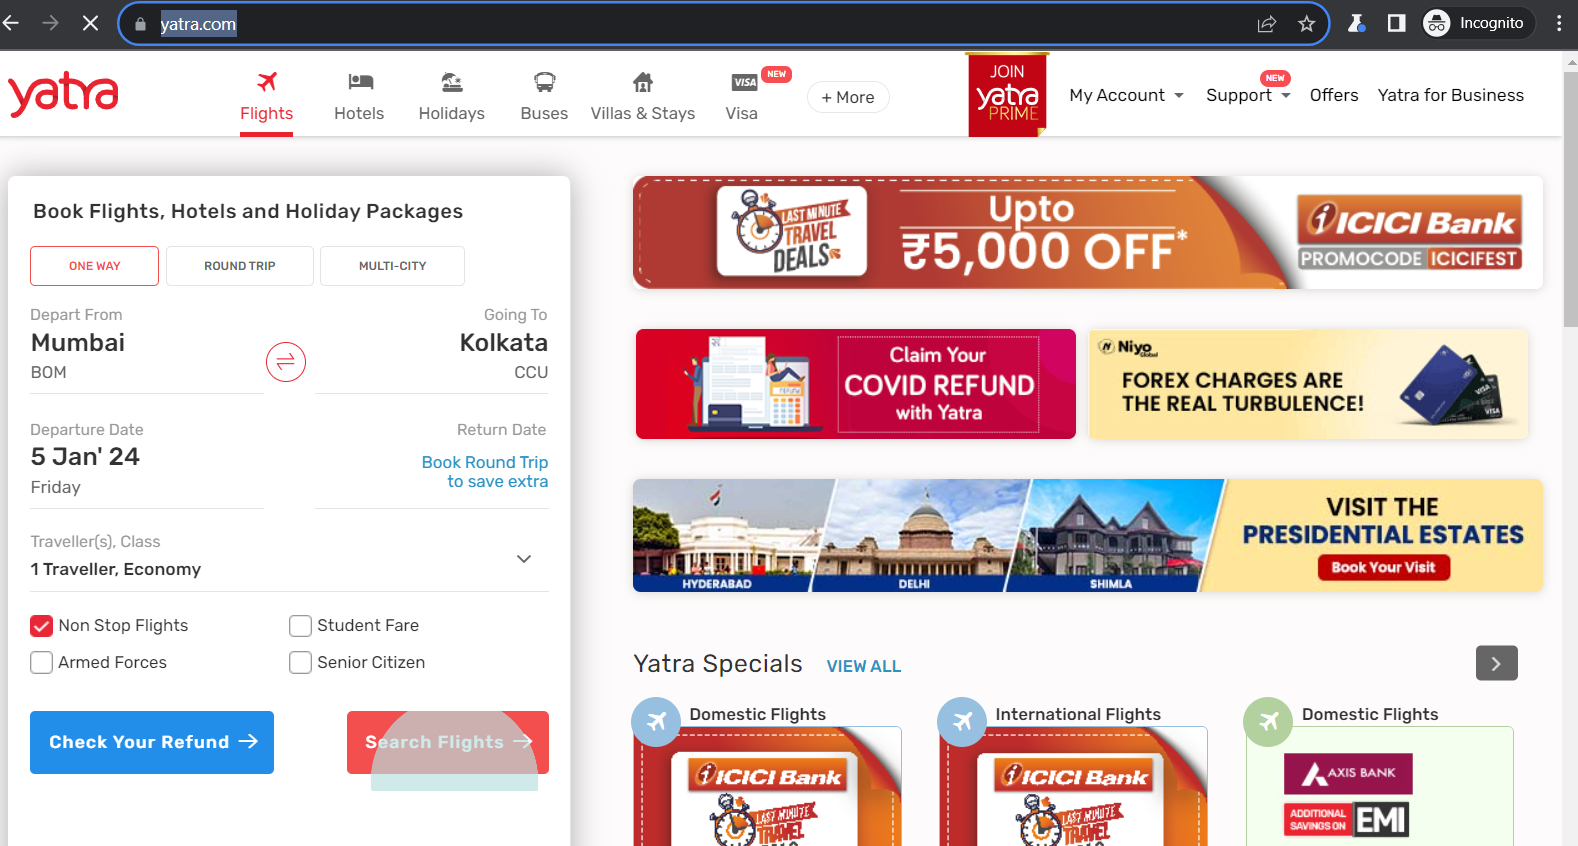 yatra.com
Incognito
yatra
Flights
Hotels
Holidays
Buses
Villas & Stays
VISA
NEW
Visa
+ More
JOIN
yatra
PRIME
My Account
NEW
Support
Offers
Yatra for Business
Book Flights, Hotels and Holiday Packages
ONE WAY
ROUND TRIP
MULTI-CITY
Depart From
Mumbai
BOM
Going To
Kolkata
CCU
Departure Date
5 Jan' 24
Friday
Return Date
Book Round Trip
to save extra
Traveller(s), Class
1 Traveller, Economy
Non Stop Flights
Student Fare
Armed Forces
Senior Citizen
Check Your Refund
Search Flights
LAST MINUTE
TRAVEL
DEALS
Upto
₹5,000 OFF*
ICICI Bank
PROMOCODE ICICIFEST
REFUND
Claim Your
COVID REFUND
with Yatra
Niyo
Global
FOREX CHARGES ARE
THE REAL TURBULENCE!
VISA
VISA
HYDERABAD
DELHI
SHIMLA
VISIT THE
PRESIDENTIAL ESTATES
Book Your Visit
Yatra Specials
VIEW ALL
Domestic Flights
ICICI Bank
LAST MINUTE
TRAVEL
International Flights
ICICI Bank
LAST MINUTE
TRAVEL
Domestic Flights
AXIS BANK
ADDITIONAL
SAVINGS ON
EMI